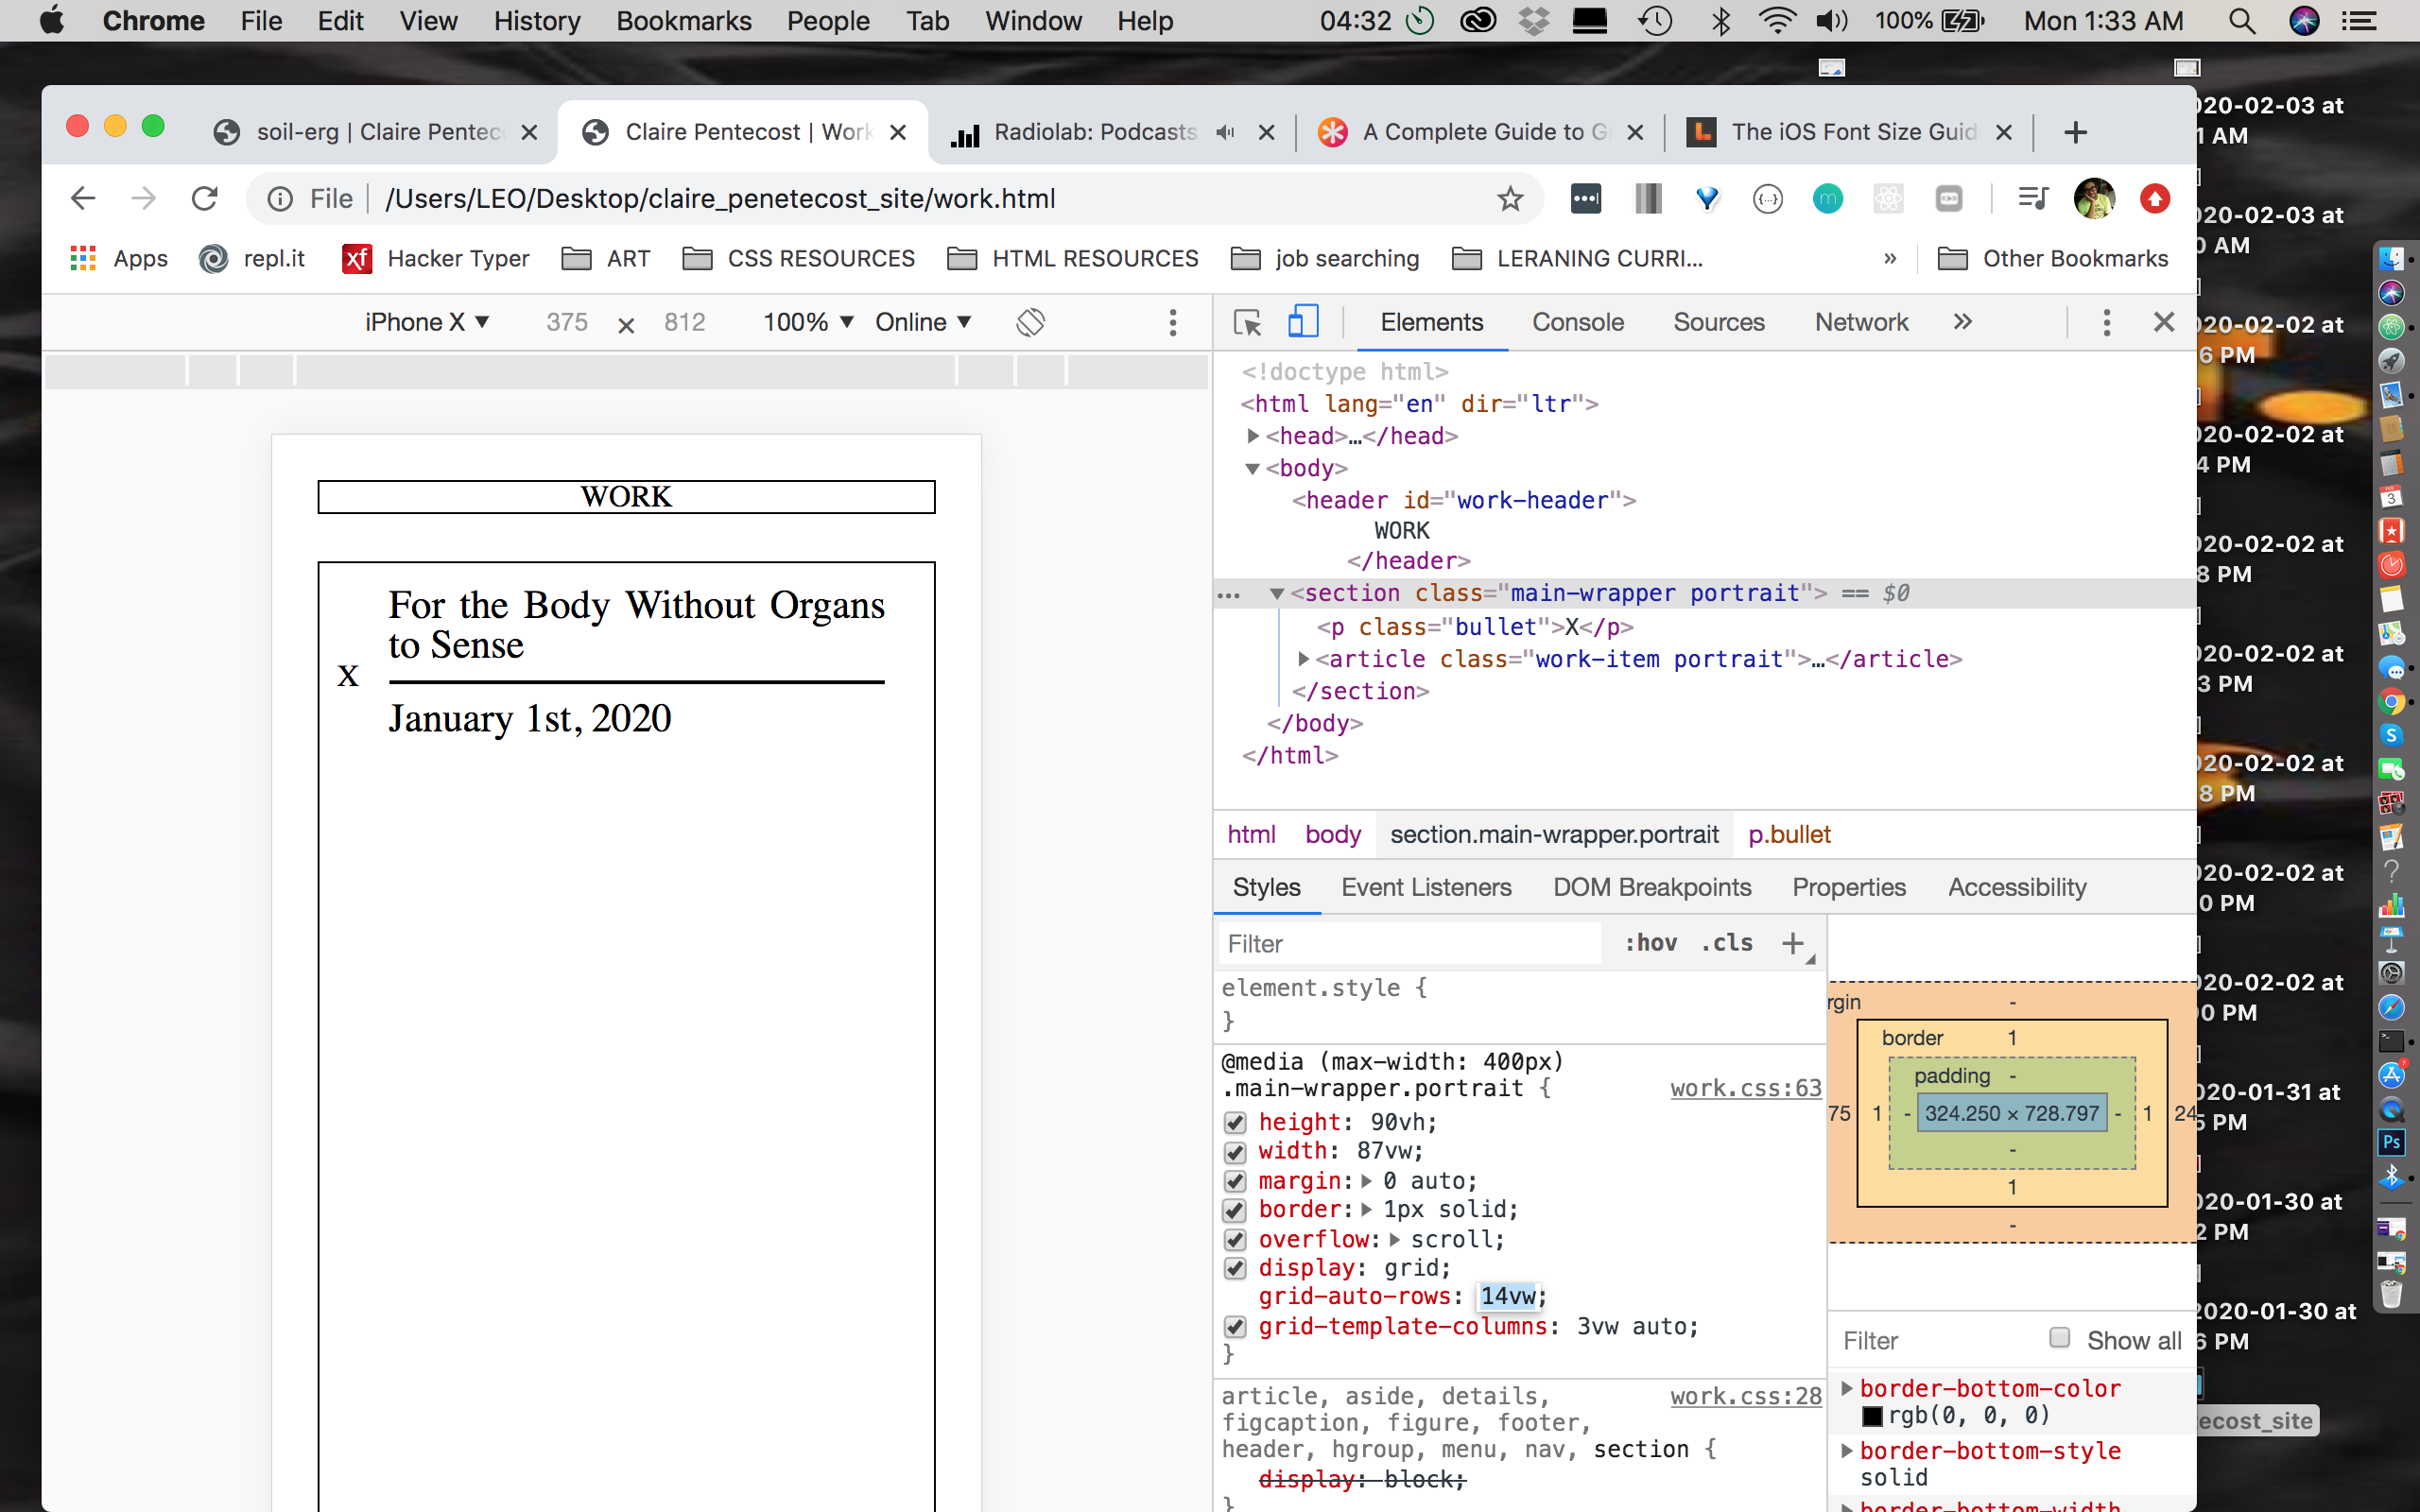 Chrome File Edit View History Bookmarks People Tab Window Help 04:32 100% Mon 1:33 AM
soil-erg | Claire Pentec Claire Pentecost | Work Radiolab: Podcasts A Complete Guide to G The iOS Font Size Guid
File /Users/LEO/Desktop/claire_penetecost_site/work.html
Apps repl.it xf Hacker Typer ART CSS RESOURCES HTML RESOURCES job searching LERANING CURRI... » Other Bookmarks
iPhone X 375 x 812 100% Online
Elements Console Sources Network »
WORK
X
For the Body Without Organs
to Sense
January 1st, 2020
<!doctype html>
<html lang="en" dir="ltr">
<head>…</head>
<body>
<header id="work-header">
WORK
</header>
… <section class="main-wrapper portrait"> == $0
<p class="bullet">X</p>
<article class="work-item portrait">…</article>
</section>
</body>
</html>
html body section.main-wrapper.portrait p.bullet
Styles Event Listeners DOM Breakpoints Properties Accessibility
Filter :hov .cls +
element.style {
}
@media (max-width: 400px)
.main-wrapper.portrait { work.css:63
height: 90vh;
width: 87vw;
margin: 0 auto;
border: 1px solid;
overflow: scroll;
display: grid;
grid-auto-rows: 14vw;
grid-template-columns: 3vw auto;
}
article, aside, details, work.css:28
figcaption, figure, footer,
header, hgroup, menu, nav, section {
display: block;
}
rgin -
border 1
padding -
75 1 - 324.250 × 728.797 - 1 24
-
1
-
Filter Show all
border-bottom-color
rgb(0, 0, 0)
border-bottom-style
solid
border-bottom-width
020-02-03 at
1 AM
020-02-03 at
0 AM
020-02-02 at
6 PM
020-02-02 at
4 PM
020-02-02 at
8 PM
020-02-02 at
3 PM
020-02-02 at
8 PM
020-02-02 at
0 PM
020-02-02 at
0 PM
020-01-31 at
5 PM
020-01-30 at
2 PM
2020-01-30 at
6 PM
ecost_site